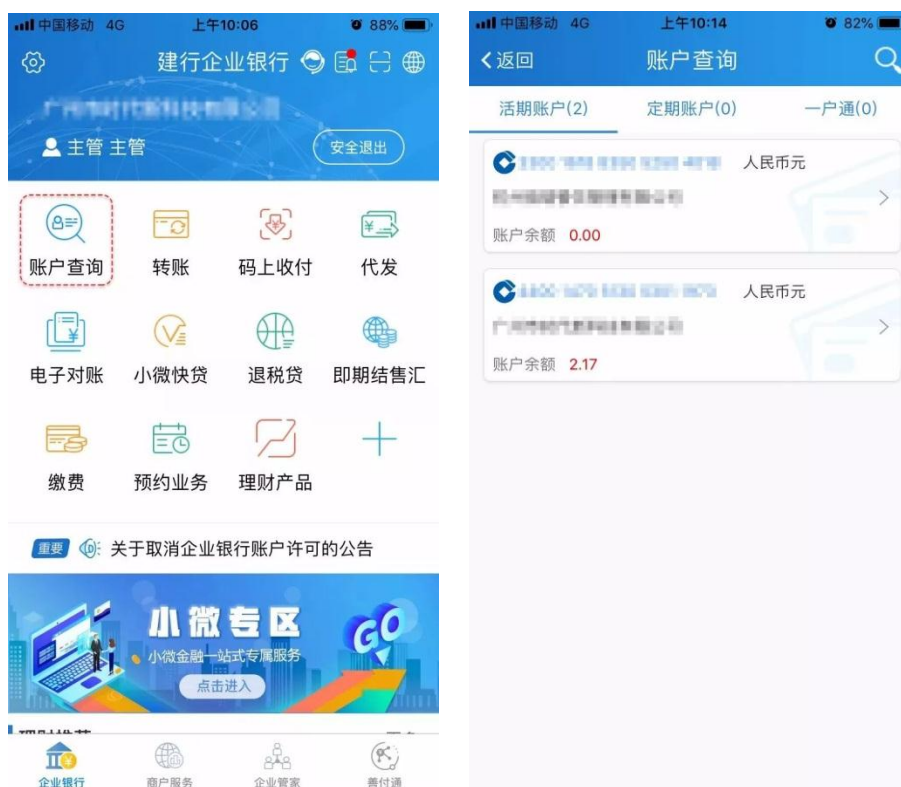 中国移动 4G 上午10:06 88%
建行企业银行
主管 主管
安全退出
账户查询 转账 码上收付 代发
电子对账 小微快贷 退税贷 即期结售汇
缴费 预约业务 理财产品
重要 关于取消企业银行账户许可的公告
小微专区
GO
小微金融一站式专属服务
点击进入
企业银行 商户服务 企业管家 善付通
中国移动 4G 上午10:14 82%
返回 账户查询
活期账户(2) 定期账户(0) 一户通(0)
人民币元
账户余额 0.00
人民币元
账户余额 2.17